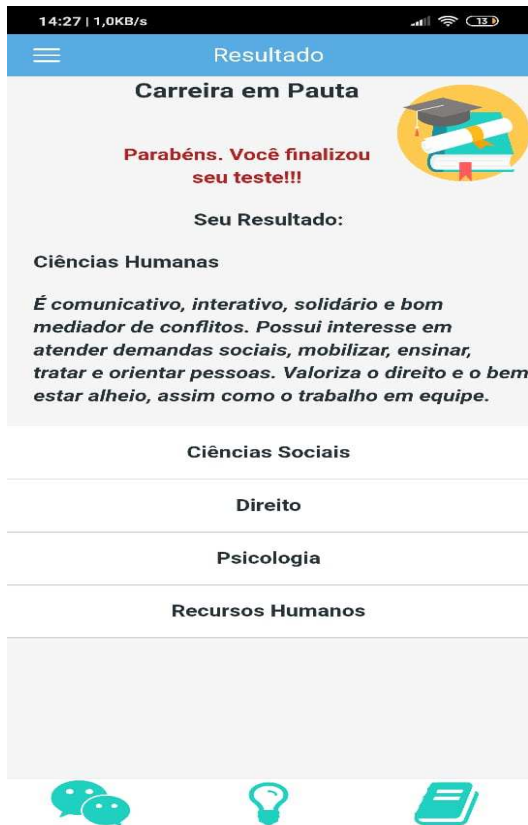 14:27 | 1,0KB/s
13
Resultado
Carreira em Pauta
Parabéns. Você finalizou
seu teste!!!
Seu Resultado:
Ciências Humanas
É comunicativo, interativo, solidário e bom
mediador de conflitos. Possui interesse em
atender demandas sociais, mobilizar, ensinar,
tratar e orientar pessoas. Valoriza o direito e o bem
estar alheio, assim como o trabalho em equipe.
Ciências Sociais
Direito
Psicologia
Recursos Humanos